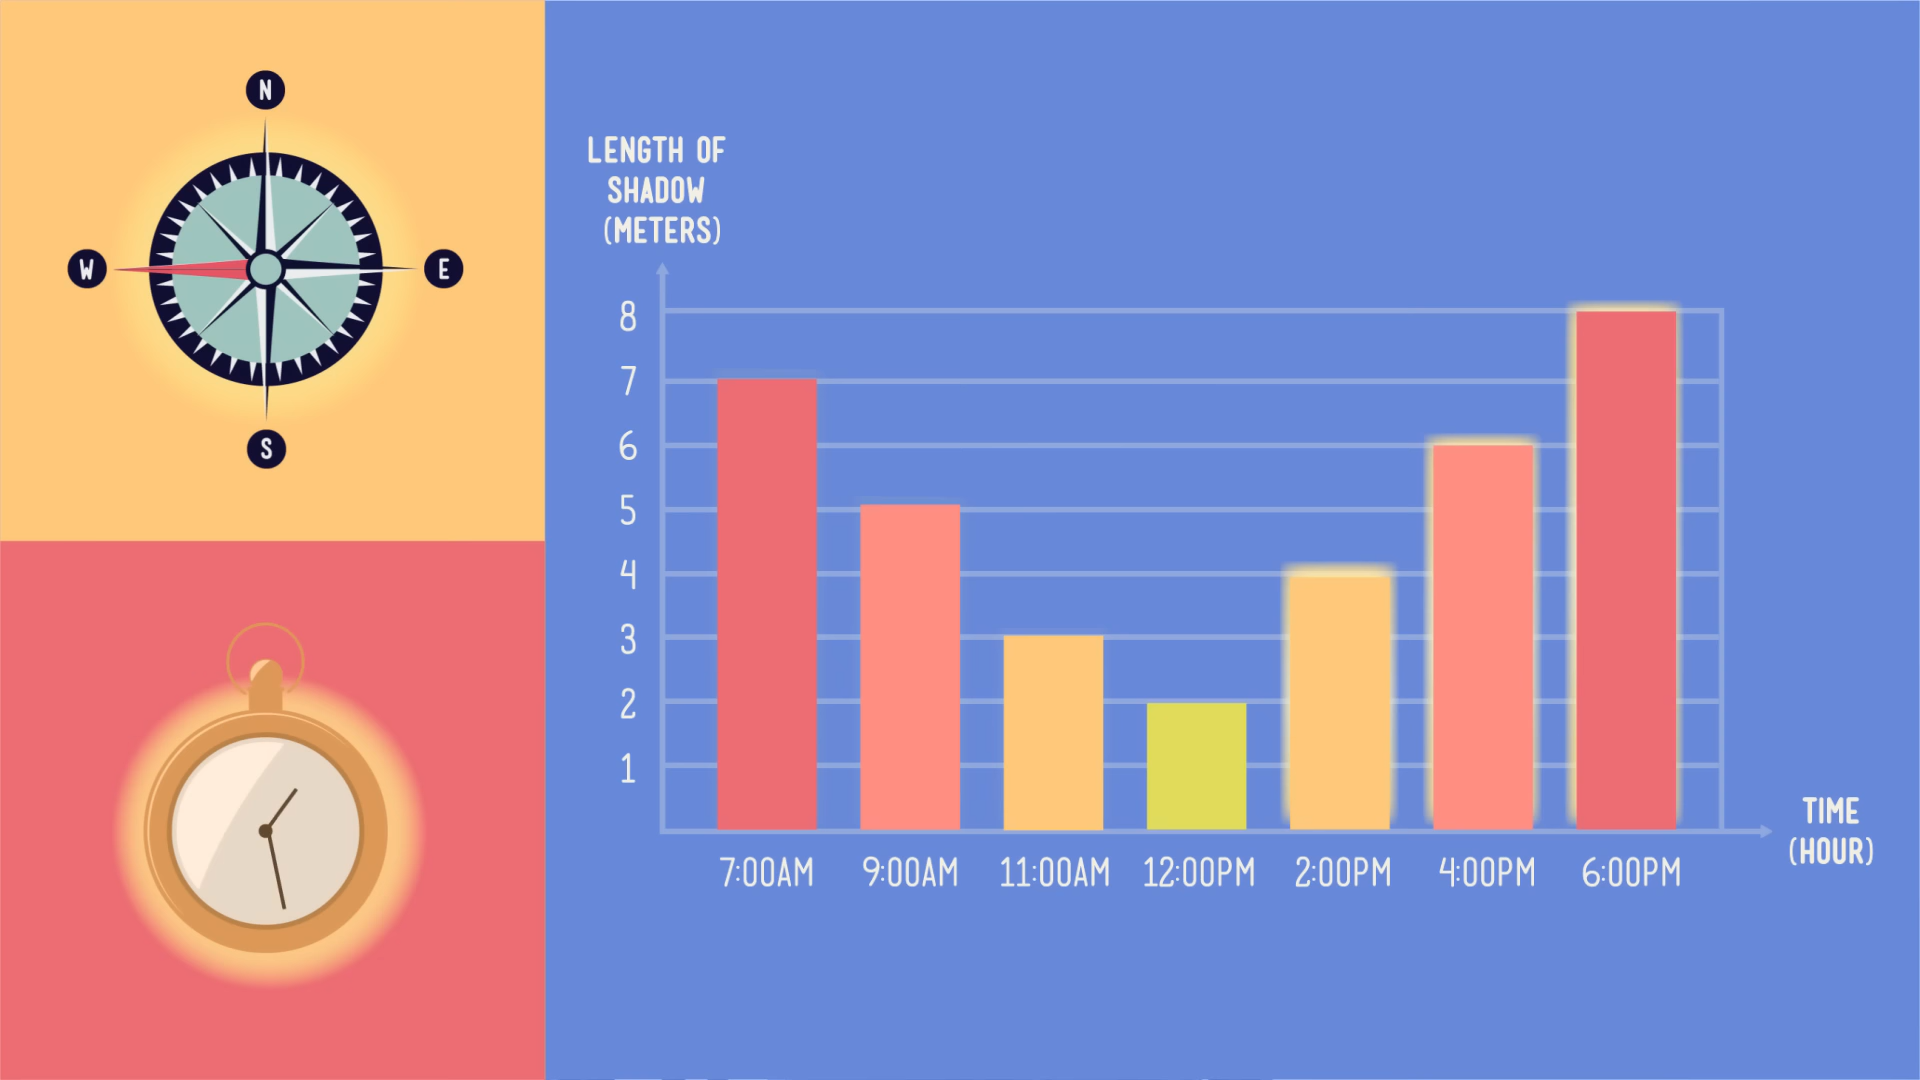 N
W
E
S
LENGTH OF
SHADOW
(METERS)
8
7
6
5
4
3
2
1
7:00AM 9:00AM 11:00AM 12:00PM 2:00PM 4:00PM 6:00PM
TIME
(HOUR)